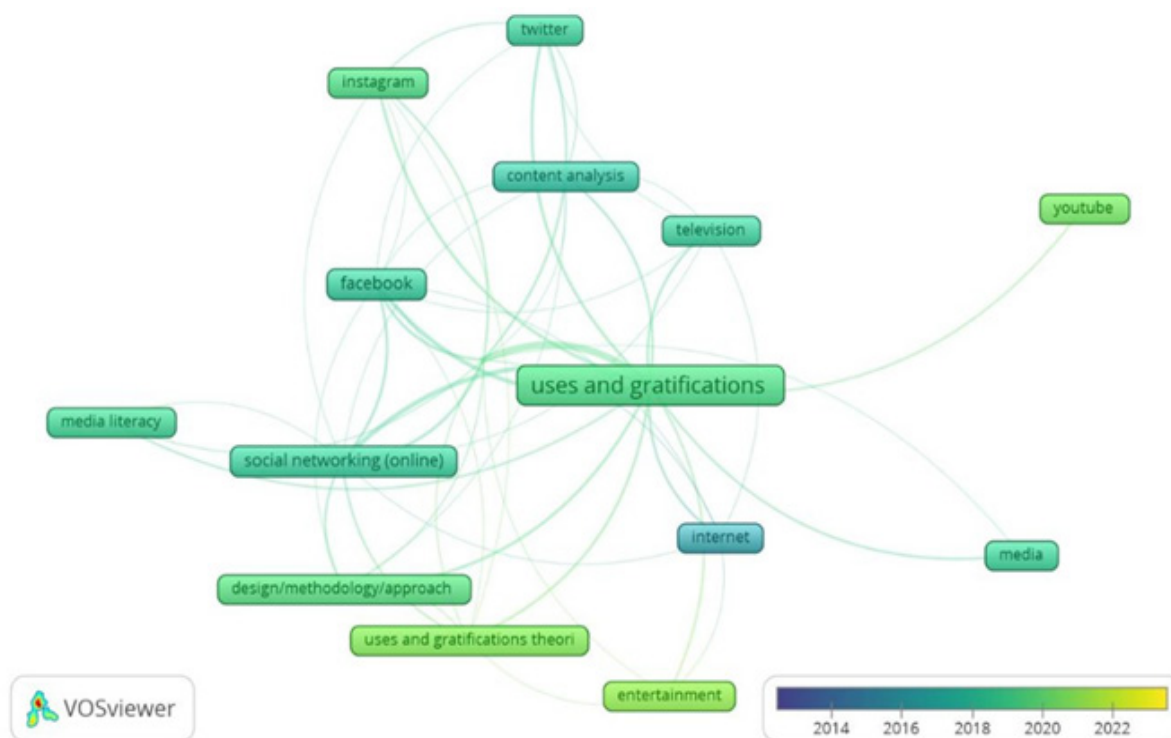 twitter
instagram
content analysis
youtube
television
facebook
uses and gratifications
media literacy
social networking (online)
internet
media
design/methodology/approach
uses and gratifications theori
entertainment
VOSviewer
2014 2016 2018 2020 2022